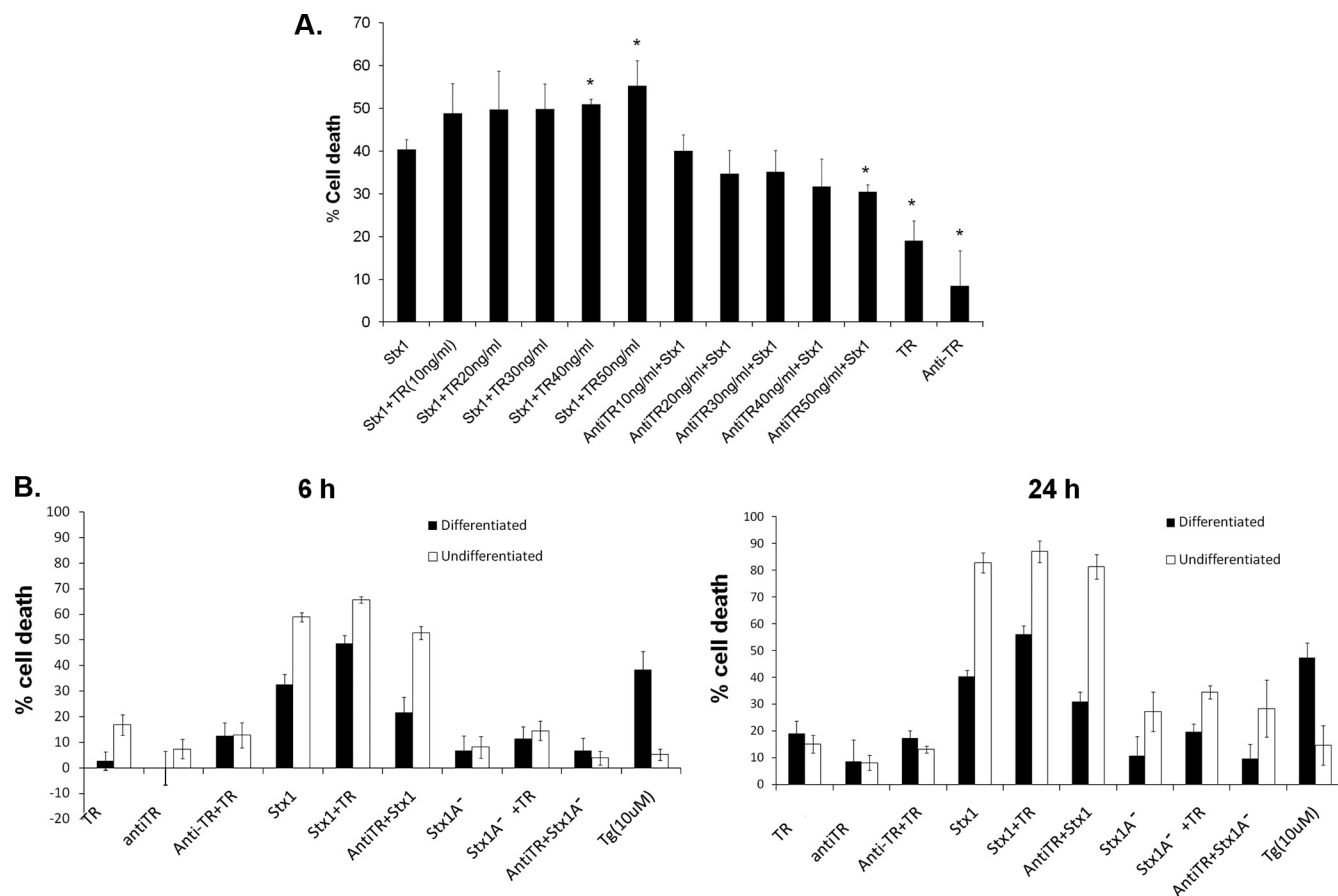 A.
% Cell death
70
60
50
40
30
20
10
0
*
*
*
*
*
Stx1
Stx1+TR(10ng/ml)
Stx1+TR20ng/ml
Stx1+TR30ng/ml
Stx1+TR40ng/ml
Stx1+TR50ng/ml
AntiTR10ng/ml+Stx1
AntiTR20ng/ml+Stx1
AntiTR30ng/ml+Stx1
AntiTR40ng/ml+Stx1
AntiTR50ng/ml+Stx1
TR
Anti-TR
B.
6 h
% cell death
100
90
80
70
60
50
40
30
20
10
0
-10
-20
Differentiated
Undifferentiated
TR
antiTR
Anti-TR+TR
Stx1
Stx1+TR
AntiTR+Stx1
Stx1A⁻
Stx1A⁻ +TR
AntiTR+Stx1A⁻
Tg(10uM)
24 h
% cell death
100
90
80
70
60
50
40
30
20
10
0
Differentiated
Undifferentiated
TR
antiTR
Anti-TR+TR
Stx1
Stx1+TR
AntiTR+Stx1
Stx1A⁻
Stx1A⁻ +TR
AntiTR+Stx1A⁻
Tg(10uM)